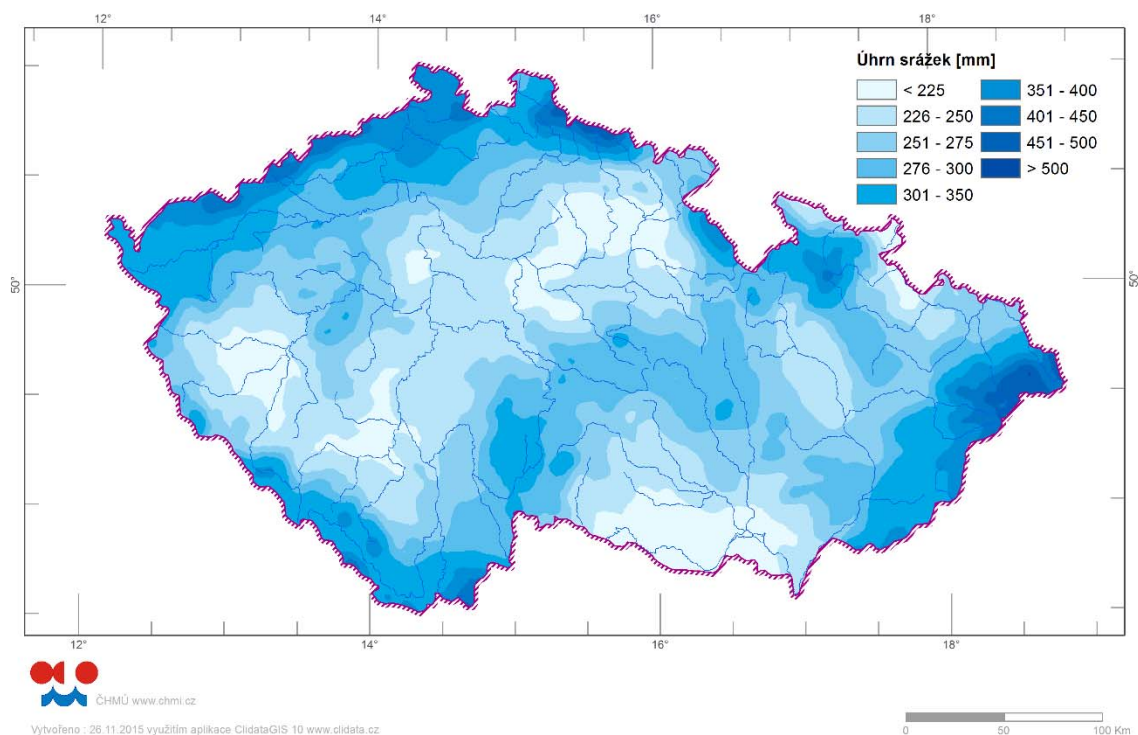 12° 14° 16° 18°
Úhrn srážek [mm]
< 225
226 - 250
251 - 275
276 - 300
301 - 350
351 - 400
401 - 450
451 - 500
> 500
50° 50°
12° 14° 16° 18°
ČHMÚ www.chmi.cz
Vytvořeno : 26.11.2015 využitím aplikace ClidataGIS 10 www.clidata.cz
0 50 100 Km